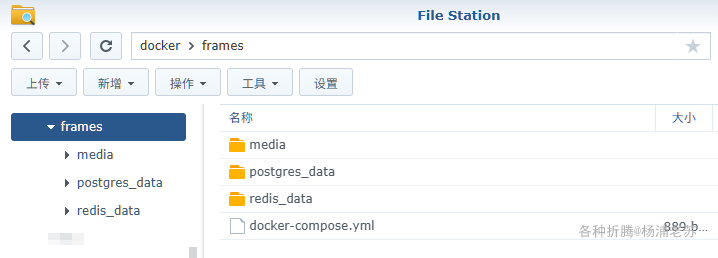 File Station
docker > frames
上传 新增 操作 工具 设置
frames
media
postgres_data
redis_data
名称 大小
media
postgres_data
redis_data
docker-compose.yml 889 b...
各种折腾@杨浦老苏